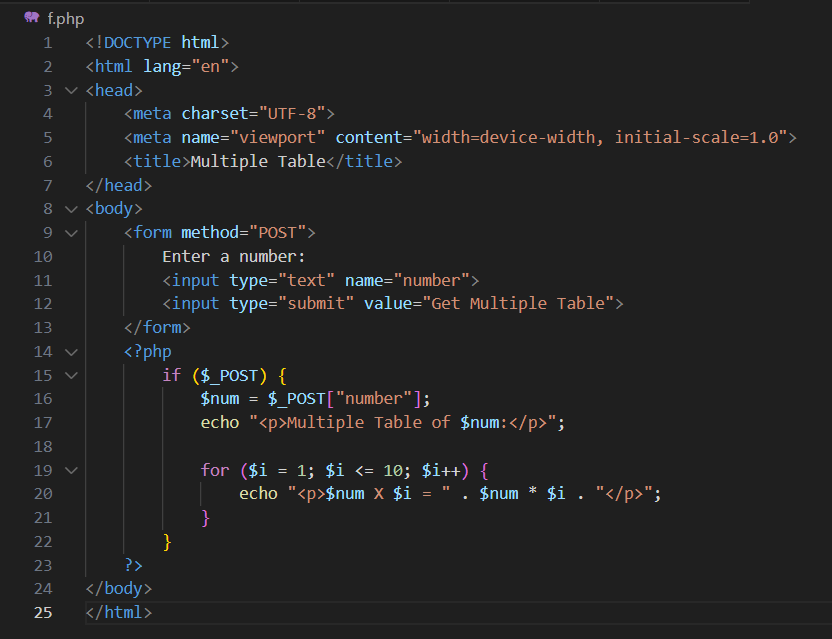 f.php
1 <!DOCTYPE html>
2 <html lang="en">
3 <head>
4     <meta charset="UTF-8">
5     <meta name="viewport" content="width=device-width, initial-scale=1.0">
6     <title>Multiple Table</title>
7 </head>
8 <body>
9     <form method="POST">
10         Enter a number:
11         <input type="text" name="number">
12         <input type="submit" value="Get Multiple Table">
13     </form>
14     <?php
15         if ($_POST) {
16             $num = $_POST["number"];
17             echo "<p>Multiple Table of $num:</p>";
18
19             for ($i = 1; $i <= 10; $i++) {
20                 echo "<p>$num X $i = " . $num * $i . "</p>";
21             }
22         }
23     ?>
24 </body>
25 </html>